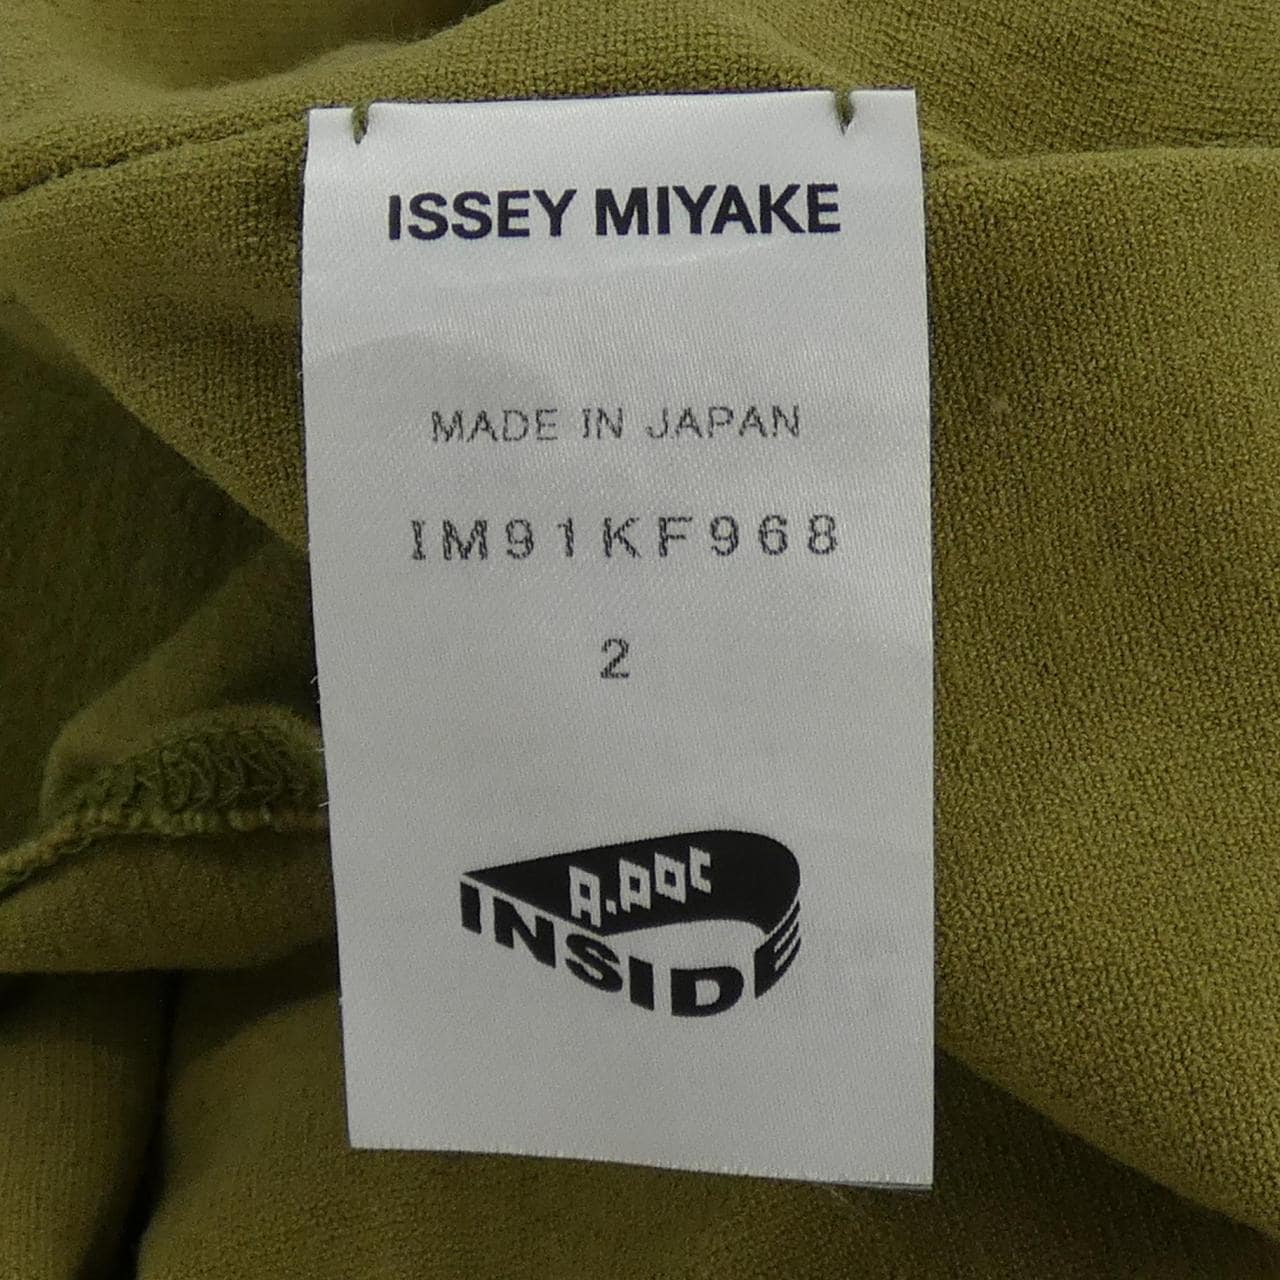 ISSEY MIYAKE
MADE IN JAPAN
IM91KF968
2
A.POC
INSIDE